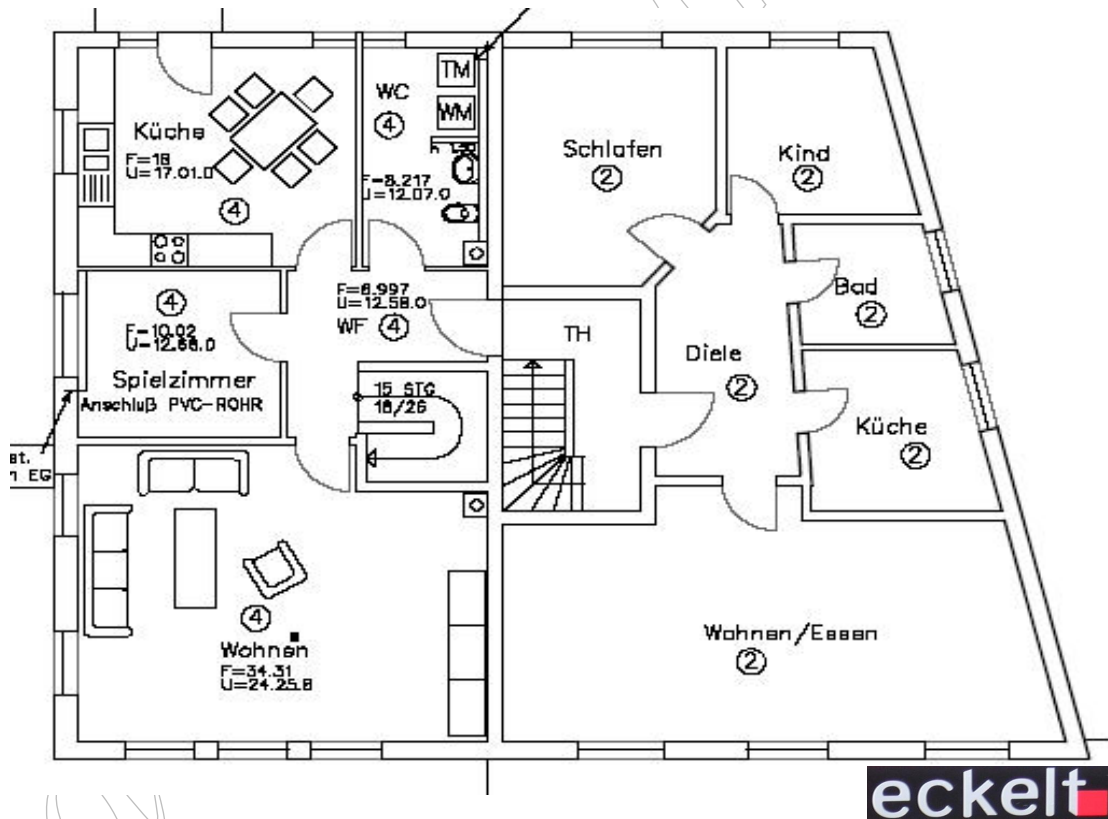 Küche
F=18
U=17.01.0
4
WC
4
TM
WM
F=8.217
U=12.07.0
Schlafen
2
Kind
2
4
F=10.02
U=12.68.0
Spielzimmer
Anschluß PVC-ROHR
F=6.997
U=12.58.0
WF 4
TH
Diele
2
Bad
2
Küche
2
15 STG
18/26
n EG
4
Wohnen
F=34.31
U=24.25.8
Wohnen/Essen
2
eckelt